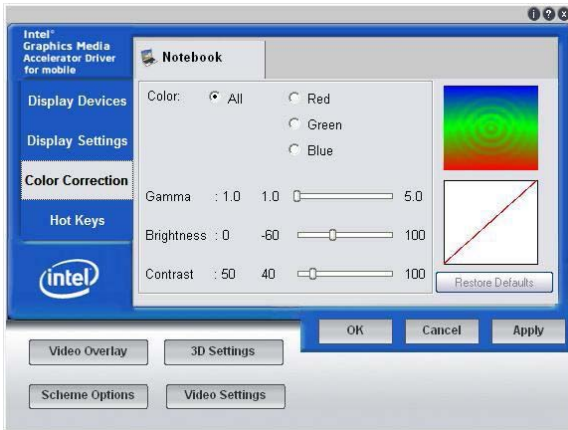 Intel®
Graphics Media
Accelerator Driver
for mobile
Notebook
Display Devices
Display Settings
Color Correction
Hot Keys
intel
Color: All Red
Green
Blue
Gamma : 1.0 1.0 5.0
Brightness : 0 -60 100
Contrast : 50 40 100
Restore Defaults
OK Cancel Apply
Video Overlay 3D Settings
Scheme Options Video Settings